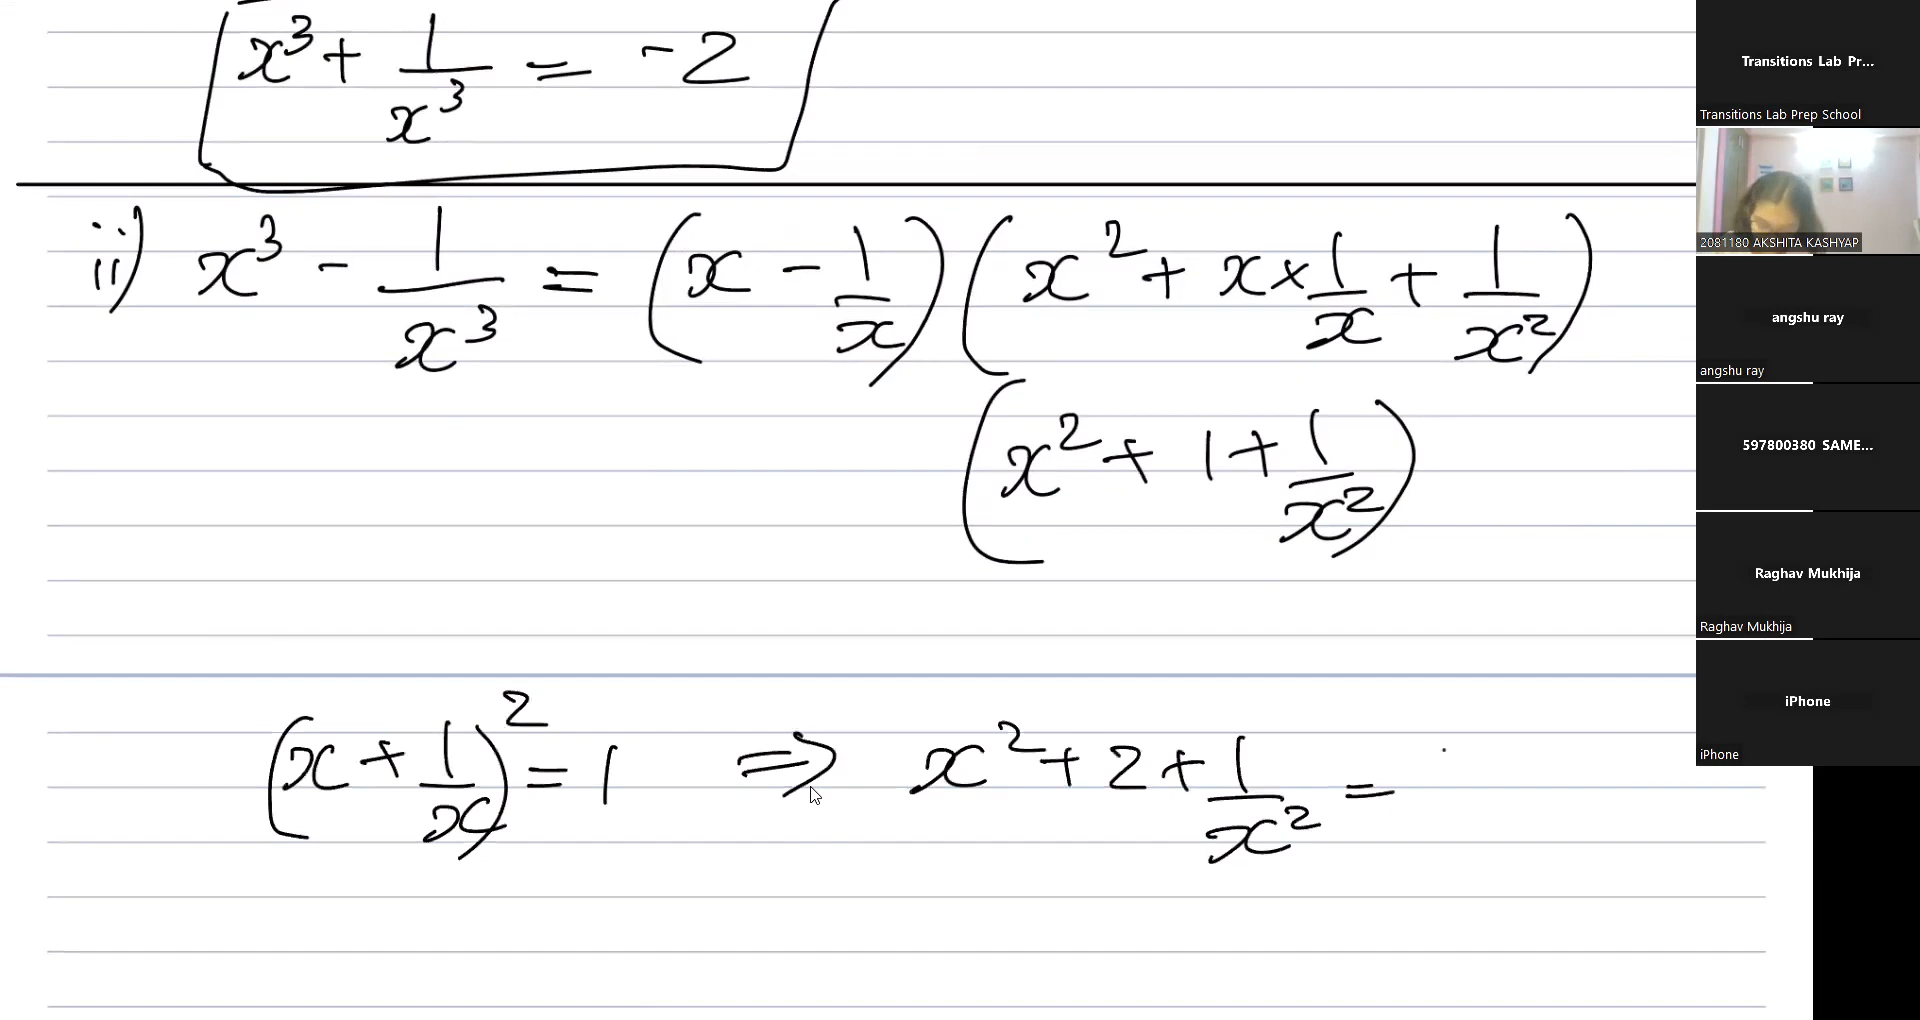 x³ + 1/x³ = -2
ii) x³ - 1/x³ = (x - 1/x)(x² + x × 1/x + 1/x²)
(x² + 1 + 1/x²)
(x + 1/x)² = 1 ⇒ x² + 2 + 1/x² =
Transitions Lab Pr...
Transitions Lab Prep School
2081180 AKSHITA KASHYAP
angshu ray
angshu ray
597800380 SAME...
Raghav Mukhija
Raghav Mukhija
iPhone
iPhone